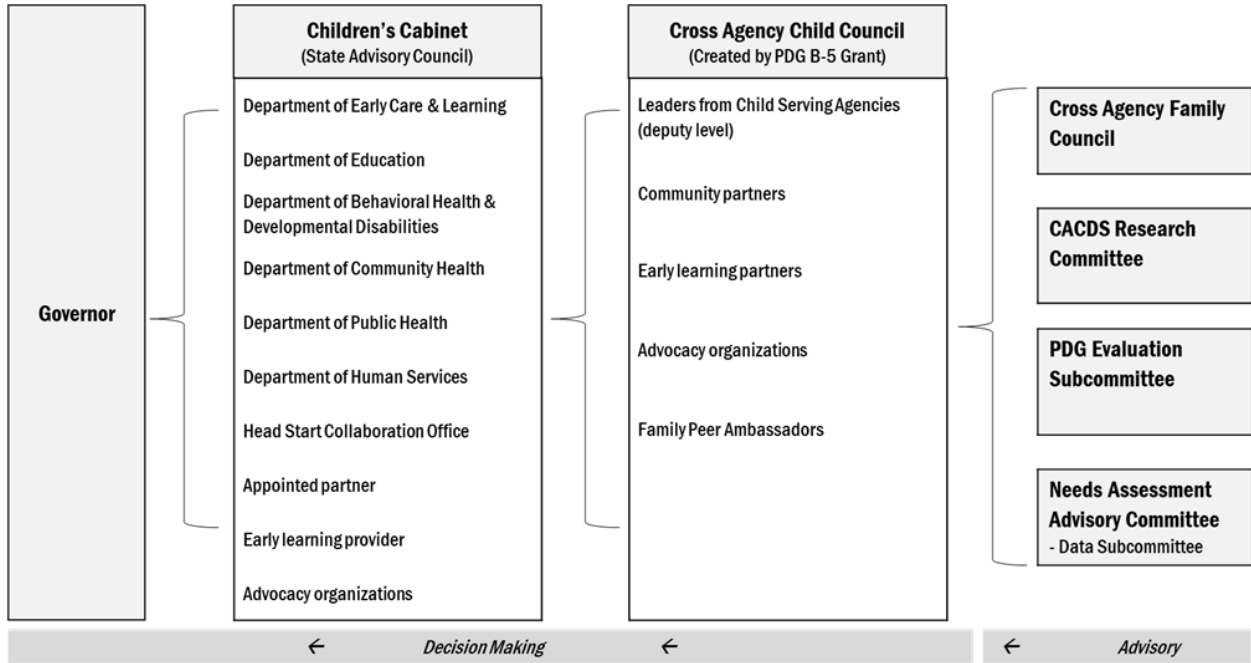 Governor
Children's Cabinet
(State Advisory Council)
Department of Early Care & Learning
Department of Education
Department of Behavioral Health &
Developmental Disabilities
Department of Community Health
Department of Public Health
Department of Human Services
Head Start Collaboration Office
Appointed partner
Early learning provider
Advocacy organizations
Cross Agency Child Council
(Created by PDG B-5 Grant)
Leaders from Child Serving Agencies
(deputy level)
Community partners
Early learning partners
Advocacy organizations
Family Peer Ambassadors
Cross Agency Family
Council
CACDS Research
Committee
PDG Evaluation
Subcommittee
Needs Assessment
Advisory Committee
- Data Subcommittee
← Decision Making ←
← Advisory